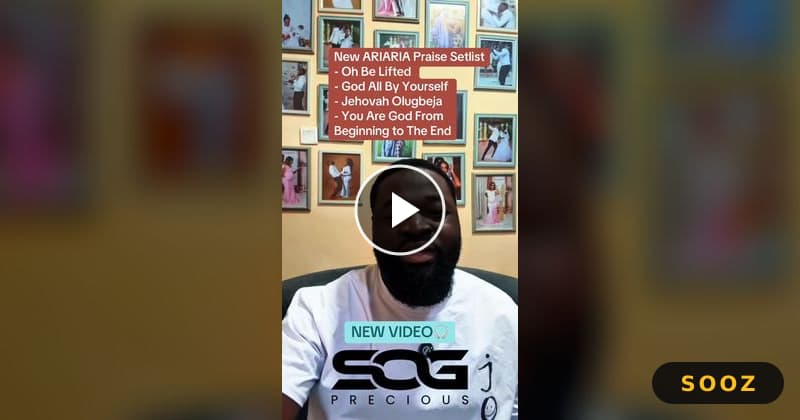 New ARIARIA Praise Setlist
- Oh Be Lifted
- God All By Yourself
- Jehovah Olugbeja
- You Are God From
Beginning to The End
NEW VIDEO
SOG
PRECIOUS
jo
SOOZ